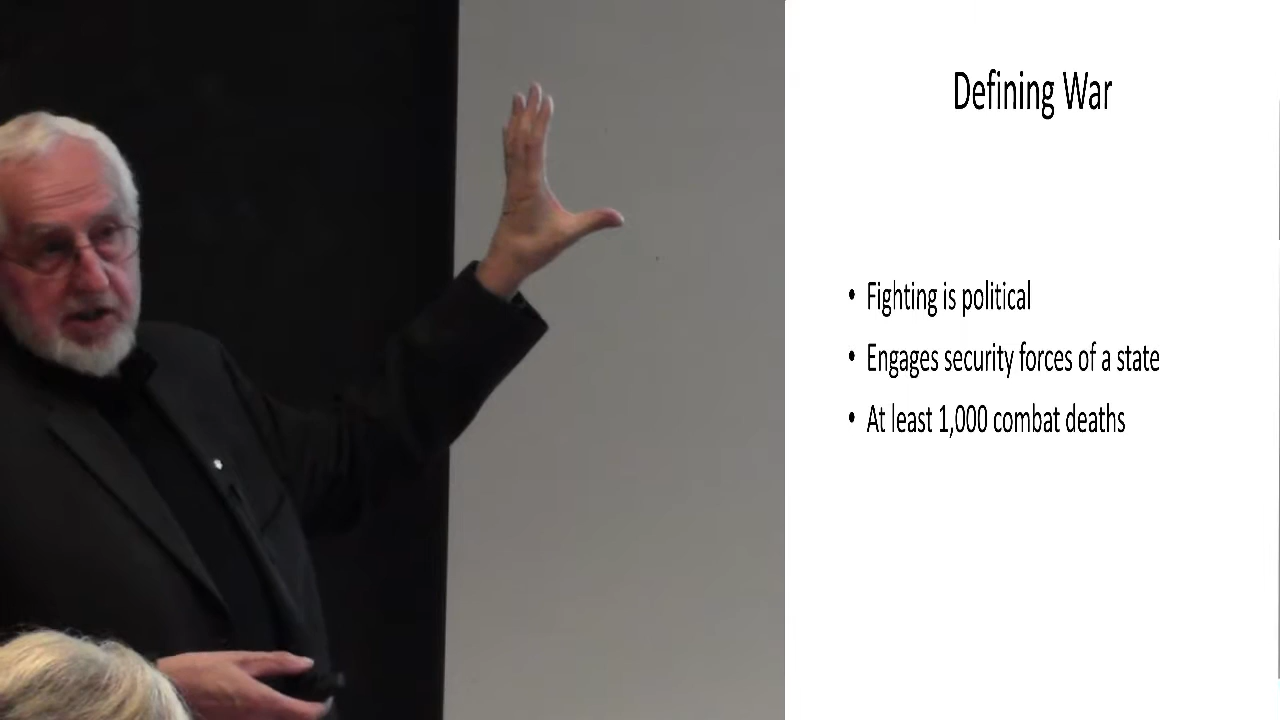 Defining War
• Fighting is political
• Engages security forces of a state
• At least 1,000 combat deaths